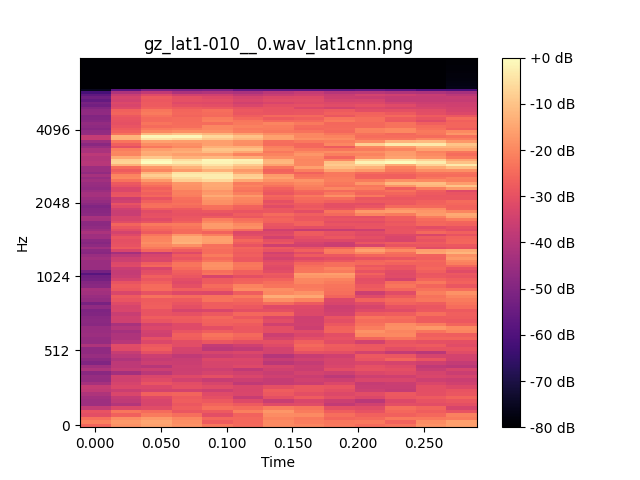 gz_lat1-010__0.wav_lat1cnn.png
Hz
4096
2048
1024
512
0
0.000 0.050 0.100 0.150 0.200 0.250
Time
+0 dB
-10 dB
-20 dB
-30 dB
-40 dB
-50 dB
-60 dB
-70 dB
-80 dB